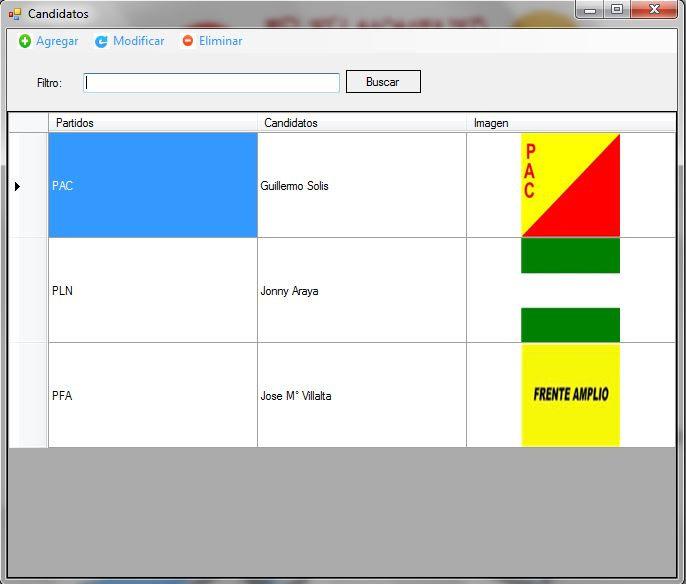 Candidatos
Agregar Modificar Eliminar
Filtro: Buscar
Partidos Candidatos Imagen
PAC Guillermo Solis PAC
PLN Jonny Araya
PFA Jose Mº Villalta FRENTE AMPLIO